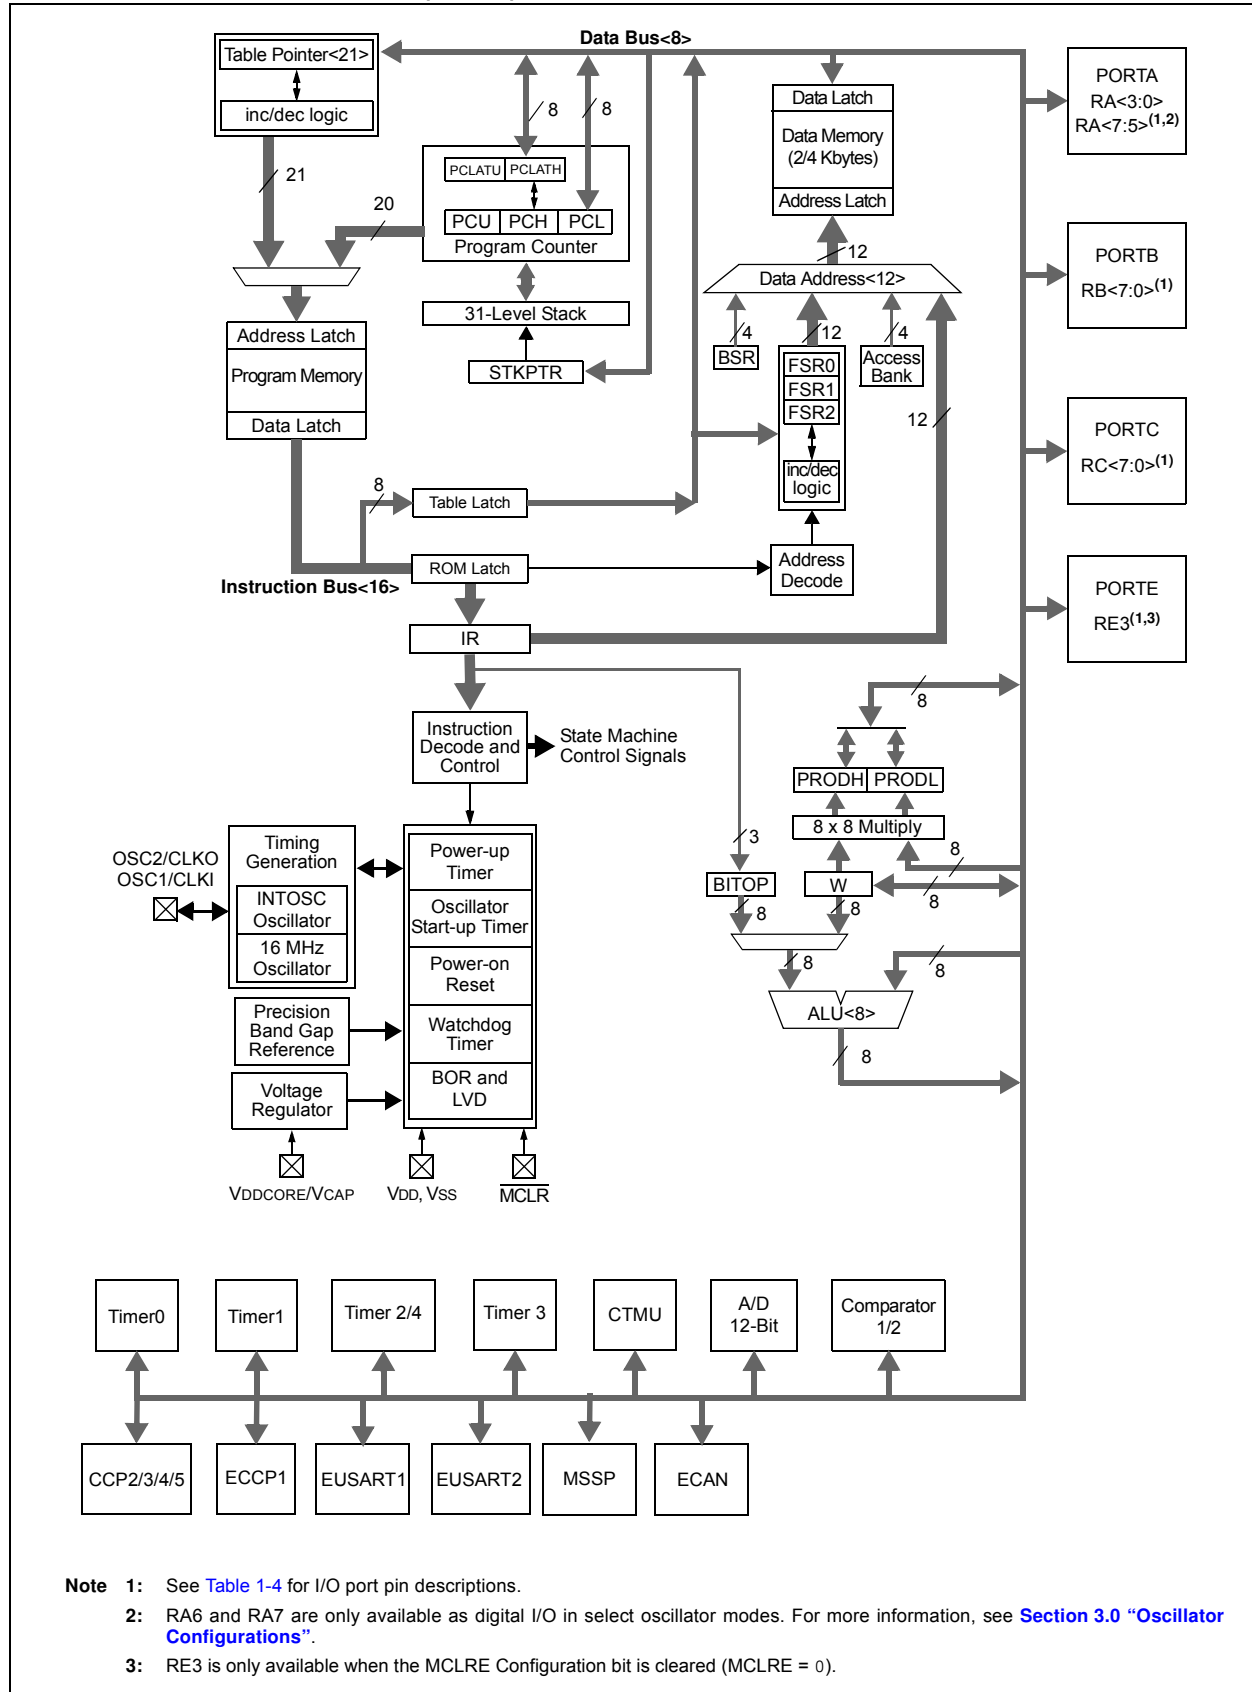 Data Bus<8>
Table Pointer<21>
inc/dec logic
21
20
8
8
PCLATU
PCLATH
PCU
PCH
PCL
Program Counter
31-Level Stack
STKPTR
Data Latch
Data Memory
(2/4 Kbytes)
Address Latch
12
Data Address<12>
4
12
4
BSR
FSR0
FSR1
FSR2
inc/dec
logic
Access
Bank
12
Address
Decode
PORTA
RA<3:0>
RA<7:5>(1,2)
PORTB
RB<7:0>(1)
PORTC
RC<7:0>(1)
PORTE
RE3(1,3)
Address Latch
Program Memory
Data Latch
8
Table Latch
ROM Latch
Instruction Bus<16>
IR
Instruction
Decode and
Control
State Machine
Control Signals
8
PRODH
PRODL
8 x 8 Multiply
3
8
BITOP
W
8
8
8
8
8
ALU<8>
8
OSC2/CLKO
OSC1/CLKI
Timing
Generation
INTOSC
Oscillator
16 MHz
Oscillator
Precision
Band Gap
Reference
Voltage
Regulator
Power-up
Timer
Oscillator
Start-up Timer
Power-on
Reset
Watchdog
Timer
BOR and
LVD
VDDCORE/VCAP
VDD, VSS
MCLR
Timer0
Timer1
Timer 2/4
Timer 3
CTMU
A/D
12-Bit
Comparator
1/2
CCP2/3/4/5
ECCP1
EUSART1
EUSART2
MSSP
ECAN
Note 1: See Table 1-4 for I/O port pin descriptions.
2: RA6 and RA7 are only available as digital I/O in select oscillator modes. For more information, see Section 3.0 “Oscillator
Configurations”.
3: RE3 is only available when the MCLRE Configuration bit is cleared (MCLRE = 0).